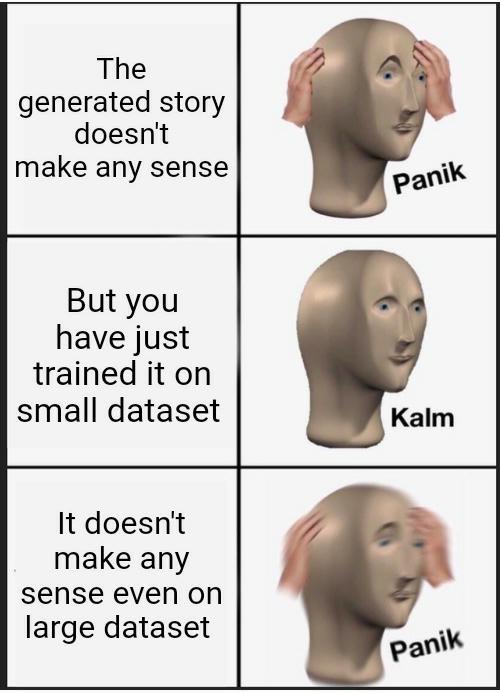 The
generated story
doesn't
make any sense
Panik
But you
have just
trained it on
small dataset
Kalm
It doesn't
make any
sense even on
large dataset
Panik